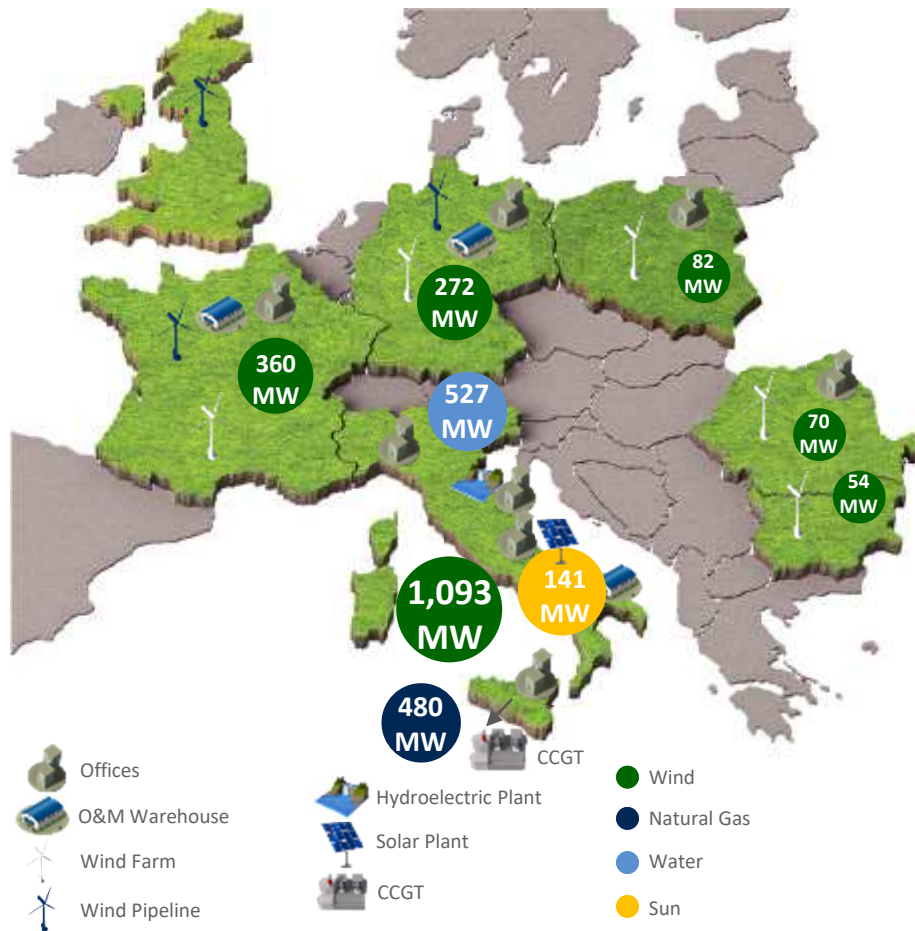 82
MW
272
MW
360
MW
527
MW
70
MW
54
MW
141
MW
1,093
MW
480
MW
CCGT
Offices
O&M Warehouse
Wind Farm
Wind Pipeline
Hydroelectric Plant
Solar Plant
CCGT
Wind
Natural Gas
Water
Sun